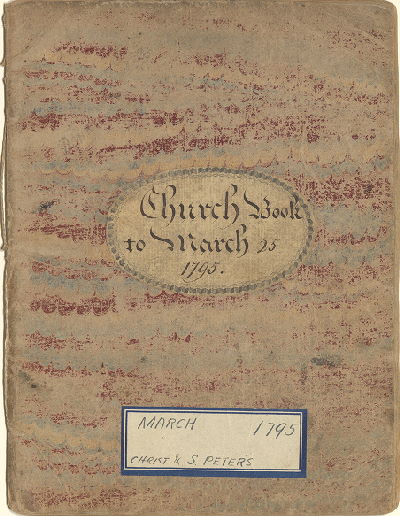 Church Book
to March 25
1795.
MARCH 1795
CHRIST & S. PETERS